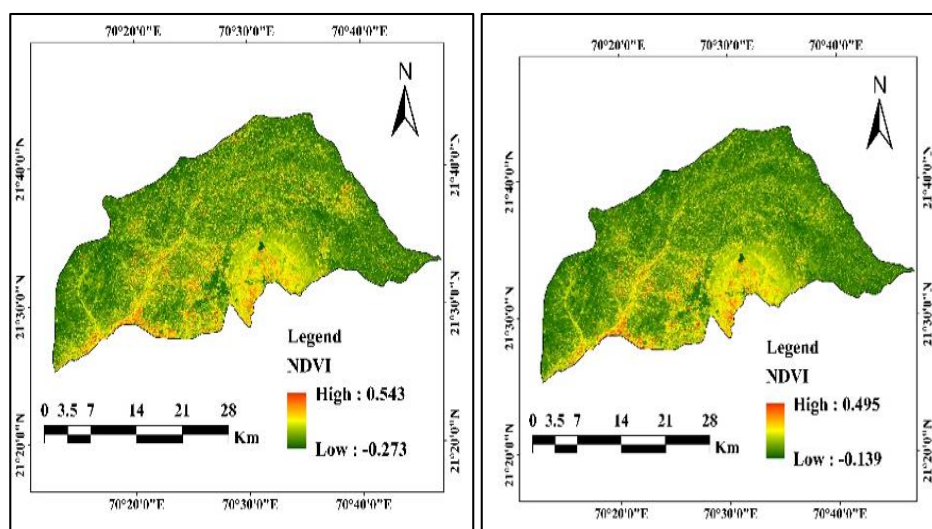 70°20'0"E 70°30'0"E 70°40'0"E
N
21°40'0"N 21°40'0"N
21°30'0"N 21°30'0"N
Legend
NDVI
High : 0.543
0 3.5 7 14 21 28
Km
Low : -0.273
21°20'0"N 21°20'0"N
70°20'0"E 70°30'0"E 70°40'0"E
70°20'0"E 70°30'0"E 70°40'0"E
N
21°40'0"N 21°40'0"N
21°30'0"N 21°30'0"N
Legend
NDVI
High : 0.495
0 3.5 7 14 21 28
Km
Low : -0.139
21°20'0"N 21°20'0"N
70°20'0"E 70°30'0"E 70°40'0"E